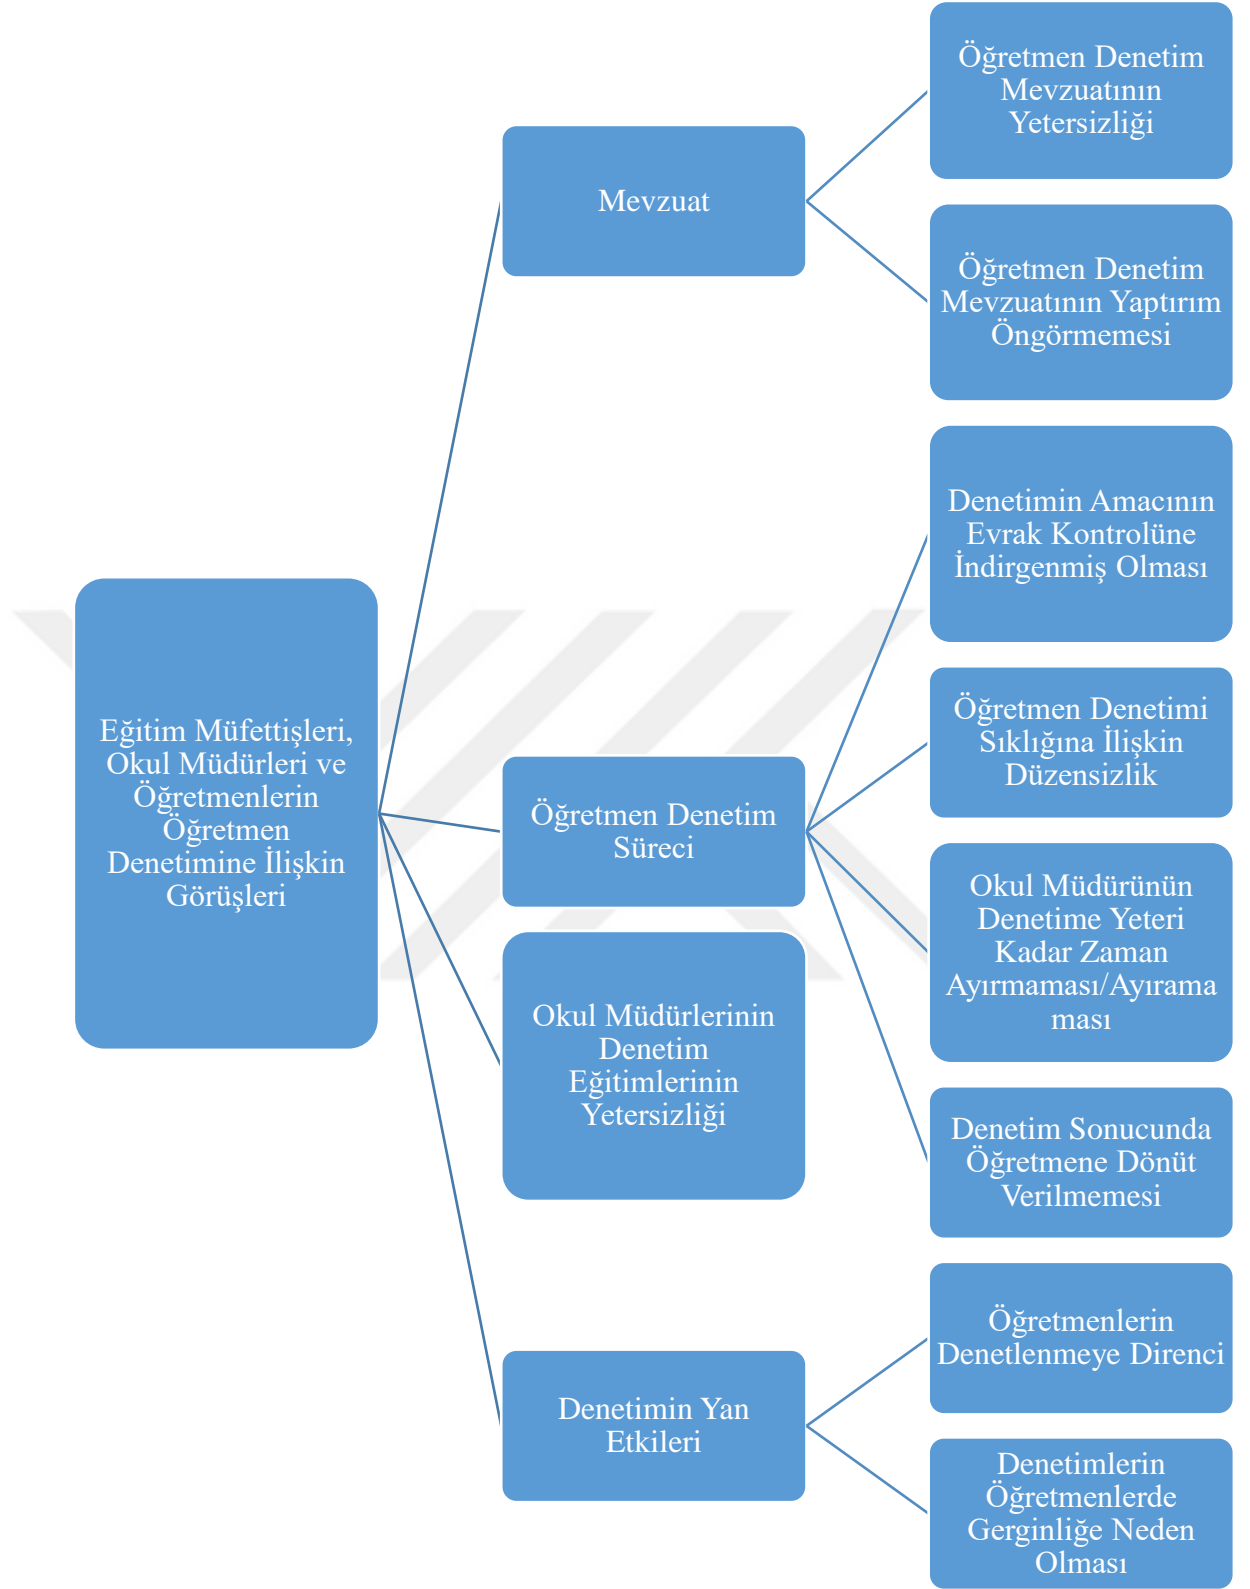 Eğitim Müfettişleri,
Okul Müdürleri ve
Öğretmenlerin
Öğretmen
Denetimine İlişkin
Görüşleri
Mevzuat
Öğretmen Denetim
Mevzuatının
Yetersizliği
Öğretmen Denetim
Mevzuatının Yaptırım
Öngörmemesi
Öğretmen Denetim
Süreci
Denetimin Amacının
Evrak Kontrolüne
İndirgenmiş Olması
Öğretmen Denetimi
Sıklığına İlişkin
Düzensizlik
Okul Müdürünün
Denetime Yeteri
Kadar Zaman
Ayırmaması/Ayırama
ması
Denetim Sonucunda
Öğretmene Dönüt
Verilmemesi
Okul Müdürlerinin
Denetim
Eğitimlerinin
Yetersizliği
Denetimin Yan
Etkileri
Öğretmenlerin
Denetlenmeye Direnci
Denetimlerin
Öğretmenlerde
Gerginliğe Neden
Olması